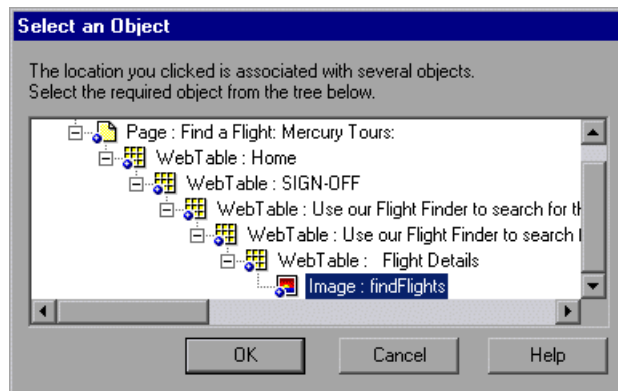 Select an Object
The location you clicked is associated with several objects.
Select the required object from the tree below.
Page : Find a Flight: Mercury Tours:
WebTable : Home
WebTable : SIGN-OFF
WebTable : Use our Flight Finder to search for th
WebTable : Use our Flight Finder to search f
WebTable : Flight Details
Image : findFlights
OK Cancel Help